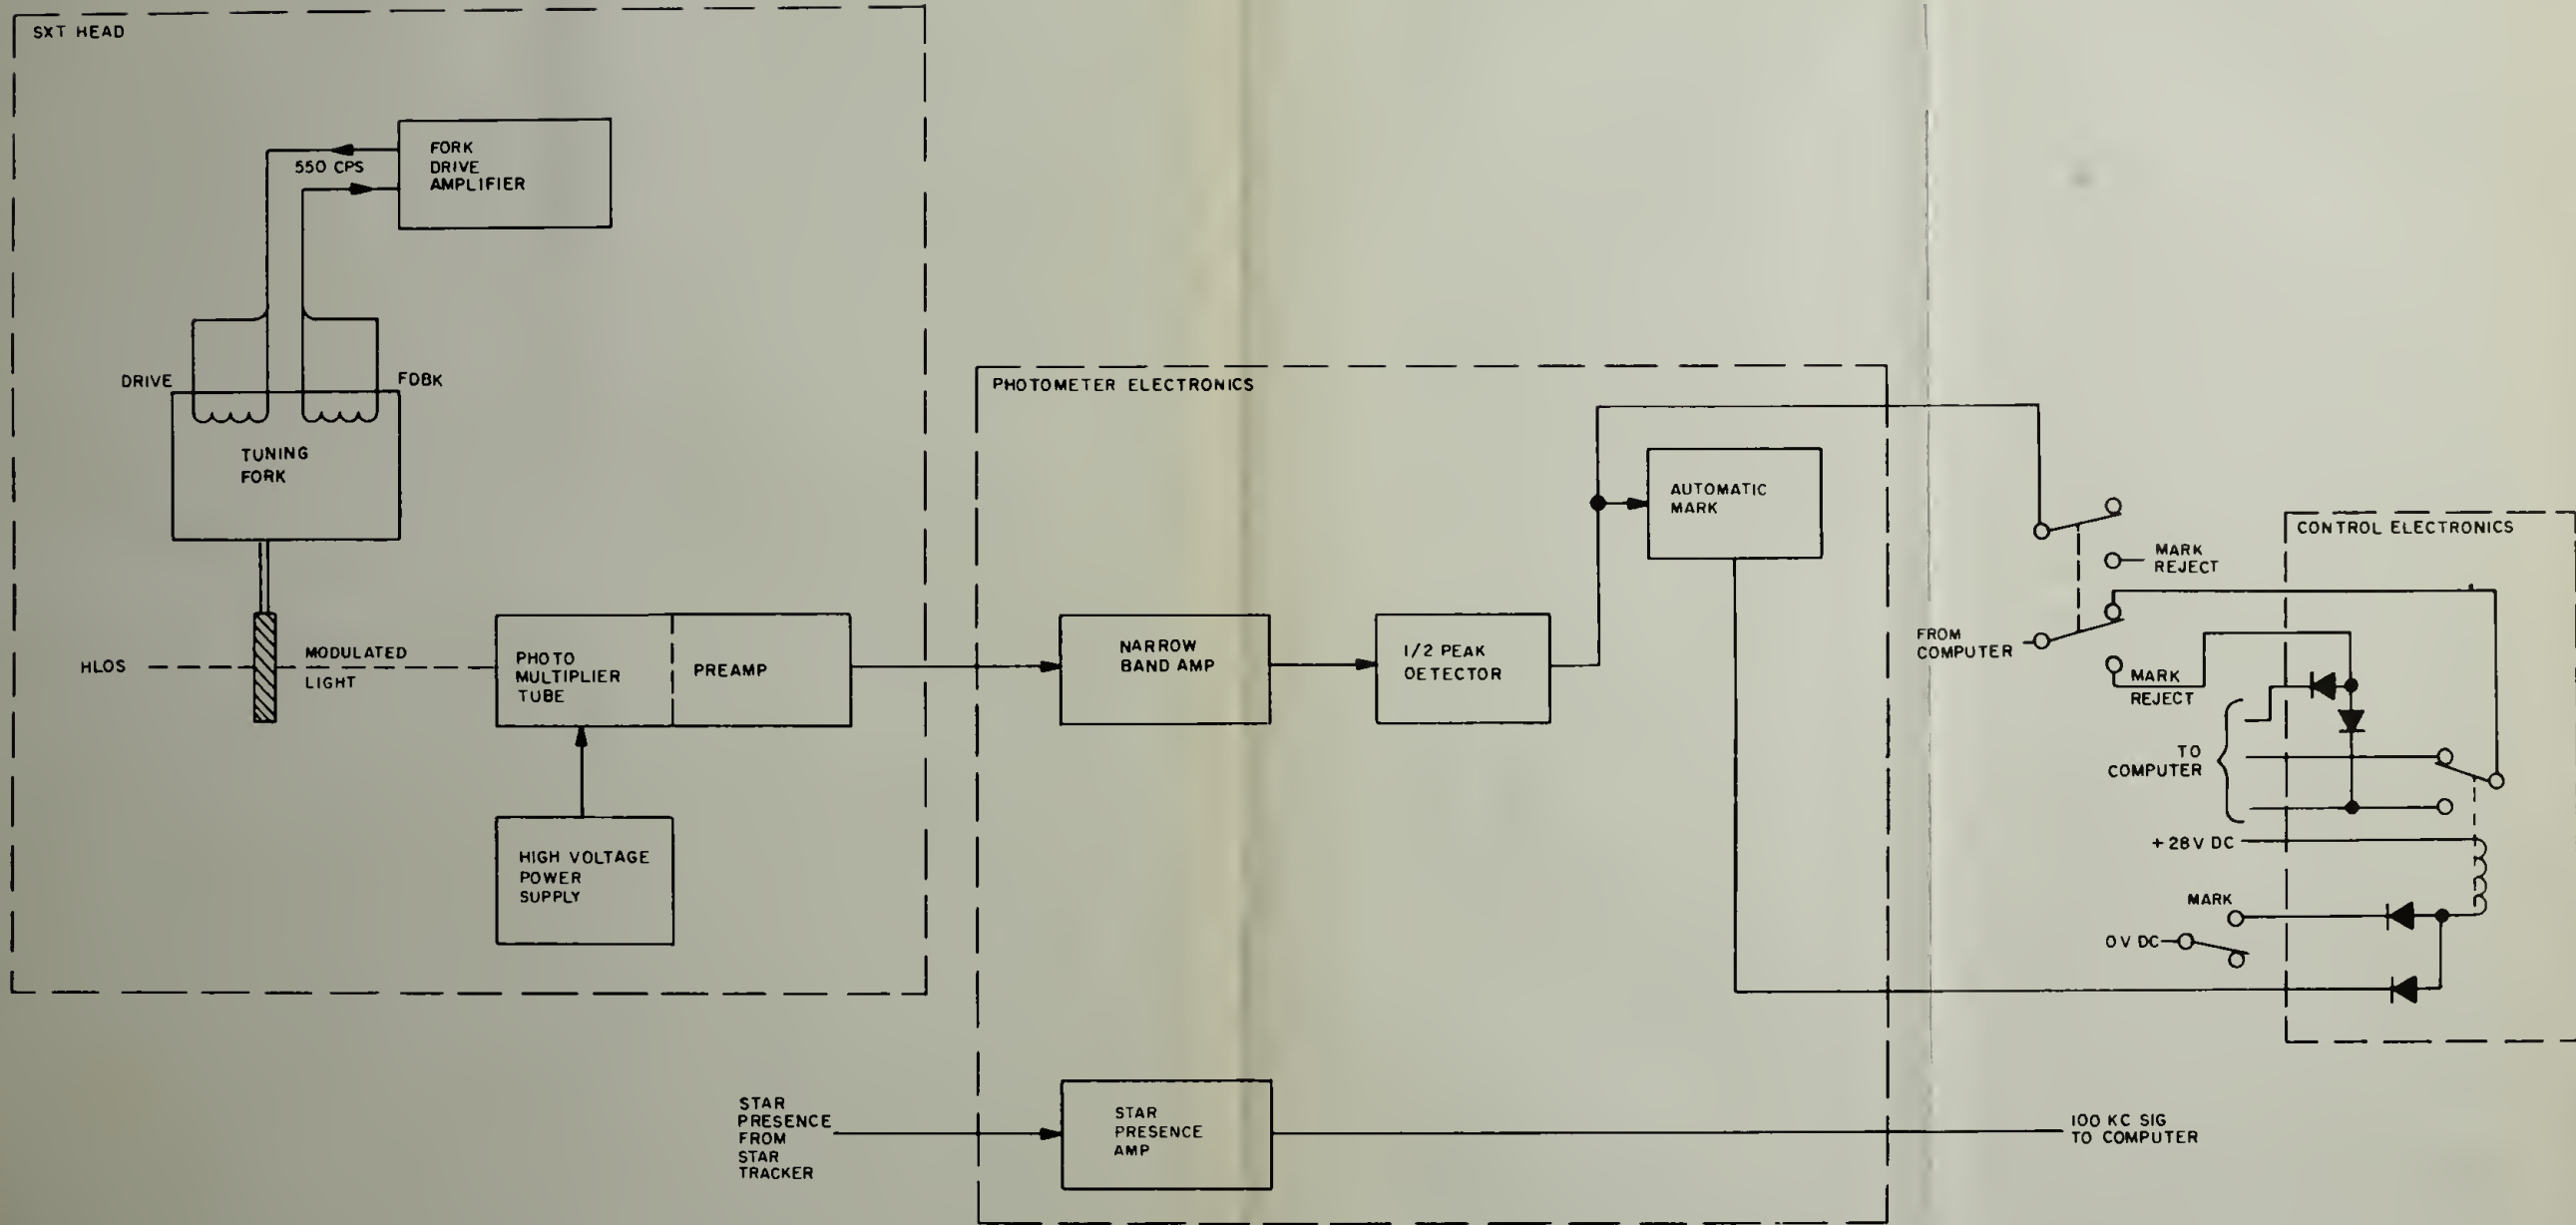 SXT HEAD
FORK
DRIVE
AMPLIFIER
550 CPS
DRIVE
FDBK
TUNING
FORK
HLOS
MODULATED
LIGHT
PHOTO
MULTIPLIER
TUBE
PREAMP
HIGH VOLTAGE
POWER
SUPPLY
PHOTOMETER ELECTRONICS
NARROW
BAND AMP
1/2 PEAK
DETECTOR
AUTOMATIC
MARK
MARK
REJECT
FROM
COMPUTER
MARK
REJECT
CONTROL ELECTRONICS
TO
COMPUTER
+28V DC
MARK
0V DC
STAR
PRESENCE
FROM
STAR
TRACKER
STAR
PRESENCE
AMP
100 KC SIG
TO COMPUTER